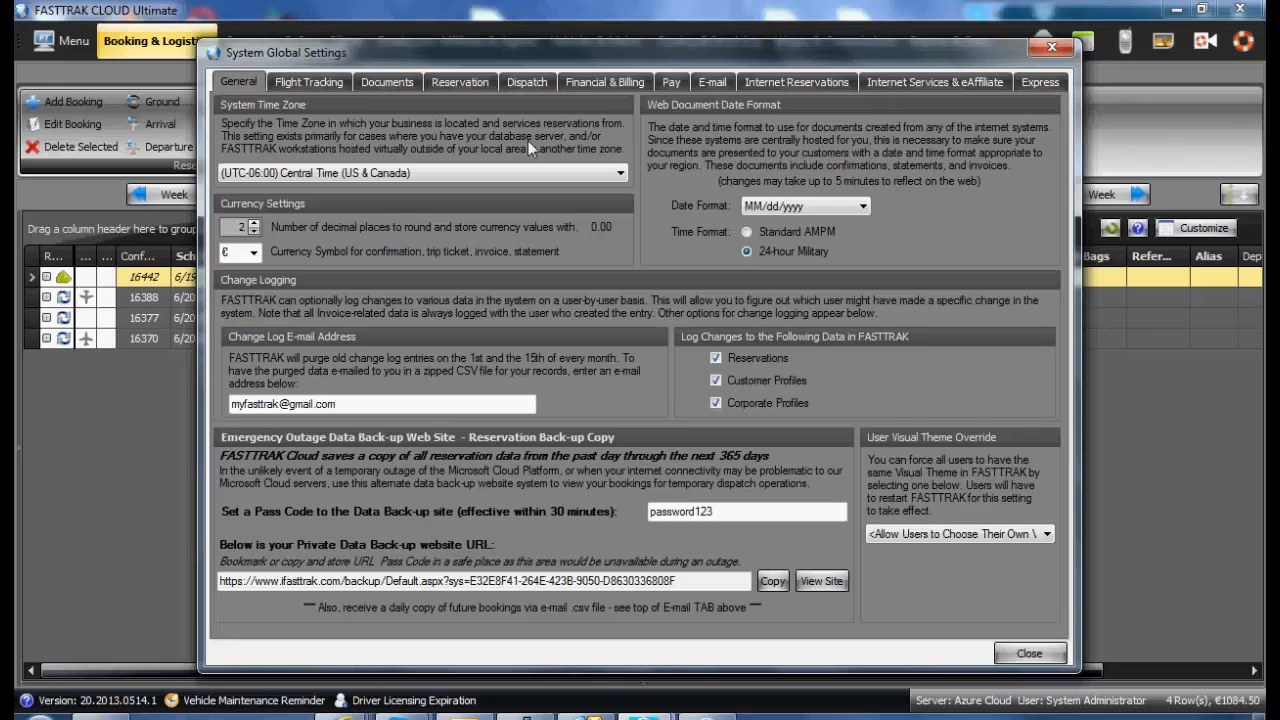 FASTTRAK CLOUD Ultimate
Menu
Booking & Logisti
System Global Settings
General
Flight Tracking
Documents
Reservation
Dispatch
Financial & Billing
Pay
E-mail
Internet Reservations
Internet Services & eAffiliate
Express
Add Booking
Ground
Edit Booking
Arrival
Delete Selected
Departure
Rese
Week
Week
Drag a column header here to group
Customize
R...
...
...
Conf...
Sch
Bags
Refer...
Alias
Dep
16442
6/19
16388
6/20
16377
6/20
16370
6/20
System Time Zone
Specify the Time Zone in which your business is located and services reservations from.
This setting exists primarily for cases where you have your database server, and/or
FASTTRAK workstations hosted virtually outside of your local area in another time zone.
(UTC-06:00) Central Time (US & Canada)
Currency Settings
2
Number of decimal places to round and store currency values with.
0.00
€
Currency Symbol for confirmation, trip ticket, invoice, statement
Web Document Date Format
The date and time format to use for documents created from any of the internet systems.
Since these systems are centrally hosted for you, this is necessary to make sure your
documents are presented to your customers with a date and time format appropriate to
your region. These documents include confirmations, statements, and invoices.
(changes may take up to 5 minutes to reflect on the web)
Date Format:
MM/dd/yyyy
Time Format:
Standard AMPM
24-hour Military
Change Logging
FASTTRAK can optionally log changes to various data in the system on a user-by-user basis. This will allow you to figure out which user might have made a specific change in the
system. Note that all Invoice-related data is always logged with the user who created the entry. Other options for change logging appear below.
Change Log E-mail Address
FASTTRAK will purge old change log entries on the 1st and the 15th of every month. To
have the purged data e-mailed to you in a zipped CSV file for your records, enter an e-mail
address below:
myfasttrak@gmail.com
Log Changes to the Following Data in FASTTRAK
Reservations
Customer Profiles
Corporate Profiles
Emergency Outage Data Back-up Web Site - Reservation Back-up Copy
FASTTRAK Cloud saves a copy of all reservation data from the past day through the next 365 days
In the unlikely event of a temporary outage of the Microsoft Cloud Platform, or when your internet connectivity may be problematic to our
Microsoft Cloud servers, use this alternate data back-up website system to view your bookings for temporary dispatch operations.
Set a Pass Code to the Data Back-up site (effective within 30 minutes):
password123
Below is your Private Data Back-up website URL:
Bookmark or copy and store URL Pass Code in a safe place as this area would be unavailable during an outage.
https://www.ifasttrak.com/backup/Default.aspx?sys=E32E8F41-264E-423B-9050-D8630336808F
Copy
View Site
Also, receive a daily copy of future bookings via e-mail .csv file - see top of E-mail TAB above
User Visual Theme Override
You can force all users to have the
same Visual Theme in FASTTRAK by
selecting one below. Users will have
to restart FASTTRAK for this setting
to take effect.
<Allow Users to Choose Their Own \
Close
Version: 20.2013.0514.1
Vehicle Maintenance Reminder
Driver Licensing Expiration
Server: Azure Cloud User: System Administrator
4 Row(s), €1084.50